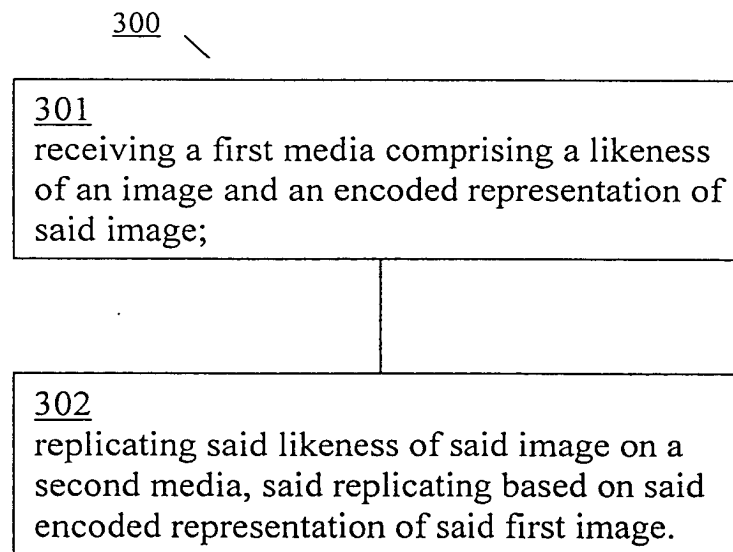 300
301
receiving a first media comprising a likeness
of an image and an encoded representation of
said image;
302
replicating said likeness of said image on a
second media, said replicating based on said
encoded representation of said first image.